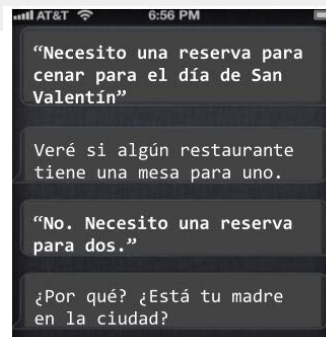 AT&T 6:56 PM
“Necesito una reserva para
cenar para el día de San
Valentín”
Veré si algún restaurante
tiene una mesa para uno.
“No. Necesito una reserva
para dos.”
¿Por qué? ¿Está tu madre
en la ciudad?